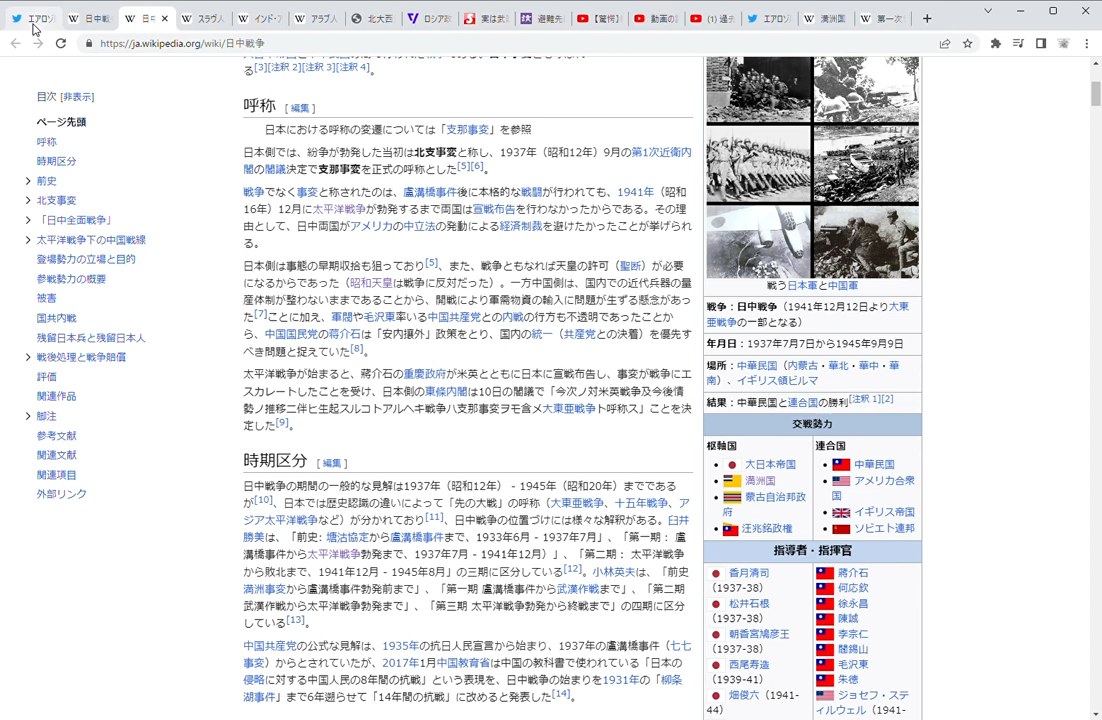 エアロゾ
日中戦
日中
スラヴ人
インド・ス
アラブ人
北大西
ロシア政
実は武
避難先
【驚愕】
動画の
(1) 過去
エアロゾ
満洲国
第一次
https://ja.wikipedia.org/wiki/日中戦争
目次 [非表示]
ページ先頭
呼称
時期区分
前史
北支事変
「日中全面戦争」
太平洋戦争下の中国戦線
登場勢力の立場と目的
参戦勢力の概要
被害
国共内戦
残留日本兵と残留日本人
戦後処理と戦争賠償
評価
関連作品
脚注
参考文献
関連文献
関連項目
外部リンク
る[3][注釈 2][注釈 3][注釈 4]。
呼称 [ 編集 ]
日本における呼称の変遷については「支那事変」を参照
日本側では、紛争が勃発した当初は北支事変と称し、1937年（昭和12年）9月の第1次近衛内
閣の閣議決定で支那事変を正式の呼称とした[5][6]。
戦争でなく事変と称されたのは、盧溝橋事件後に本格的な戦闘が行われても、1941年（昭和
16年）12月に太平洋戦争が勃発するまで両国は宣戦布告を行わなかったからである。その理
由として、日中両国がアメリカの中立法の発動による経済制裁を避けたかったことが挙げられ
る。
日本側は事態の早期収拾も狙っており[5]、また、戦争ともなれば天皇の許可（聖断）が必要
になるからであった（昭和天皇は戦争に反対だった）。一方中国側は、国内での近代兵器の量
産体制が整わないままであることから、開戦により軍需物資の輸入に問題が生ずる懸念があっ
た[7]ことに加え、軍閥や毛沢東率いる中国共産党との内戦の行方も不透明であったことか
ら、中国国民党の蒋介石は「安内攘外」政策をとり、国内の統一（共産党との決着）を優先す
べき問題と捉えていた[8]。
太平洋戦争が始まると、蔣介石の重慶政府が米英とともに日本に宣戦布告し、事変が戦争にエ
スカレートしたことを受け、日本側の東條内閣は10日の閣議で「今次ノ対米英戦争及今後情
勢ノ推移ニ伴ヒ生起スルコトアルヘキ戦争ハ支那事変ヲモ含メ大東亜戦争ト呼称ス」ことを決
定した[9]。
時期区分 [ 編集 ]
日中戦争の期間の一般的な見解は1937年（昭和12年） - 1945年（昭和20年）までである
が[10]、日本では歴史認識の違いによって「先の大戦」の呼称（大東亜戦争、十五年戦争、ア
ジア太平洋戦争など）が分かれており[11]、日中戦争の位置づけには様々な解釈がある。臼井
勝美は、「前史: 塘沽協定から盧溝橋事件まで、1933年6月 - 1937年7月」、「第一期： 盧
溝橋事件から太平洋戦争勃発まで、1937年7月 - 1941年12月）」、「第二期： 太平洋戦争
から敗北まで、1941年12月 - 1945年8月」の三期に区分している[12]。小林英夫は、「前史
満洲事変から盧溝橋事件勃発前まで」、「第一期 盧溝橋事件から武漢作戦まで」、「第二期
武漢作戦から太平洋戦争勃発まで」、「第三期 太平洋戦争勃発から終戦まで」の四期に区分
している[13]。
中国共産党の公式な見解は、1935年の抗日人民宣言から始まり、1937年の盧溝橋事件（七七
事変）からとされていたが、2017年1月中国教育省は中国の教科書で使われている「日本の
侵略に対する中国人民の8年間の抗戦」という表現を、日中戦争の始まりを1931年の「柳条
湖事件」まで6年遡らせて「14年間の抗戦」に改めると発表した[14]。
戦う日本軍と中国軍
戦争：日中戦争（1941年12月12日より大東
亜戦争の一部となる）
年月日：1937年7月7日から1945年9月9日
場所：中華民国（内蒙古・華北・華中・華
南）、イギリス領ビルマ
結果：中華民国と連合国の勝利[注釈 1][2]
交戦勢力
枢軸国
大日本帝国
満洲国
蒙古自治邦政
府
汪兆銘政権
連合国
中華民国
アメリカ合衆
国
イギリス帝国
ソビエト連邦
指導者・指揮官
香月清司
（1937-38）
松井石根
（1937-38）
朝香宮鳩彦王
（1937-38）
西尾寿造
（1939-41）
畑俊六（1941-
44）
蔣介石
何応欽
徐永昌
陳誠
李宗仁
閻錫山
毛沢東
朱徳
ジョセフ・ステ
ィルウェル（1941-